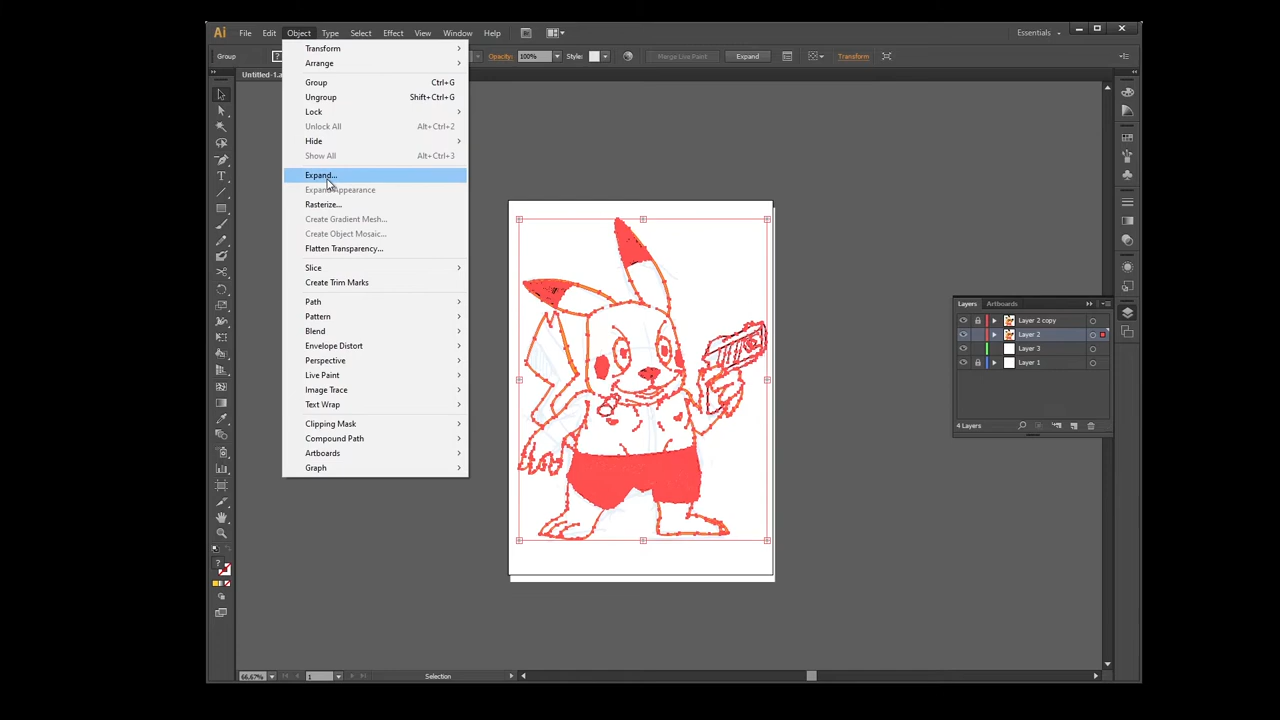 Ai File Edit Object Type Select Effect View Window Help Essentials
Group ? Opacity: 100% Style: Merge Live Paint Expand Transform
Untitled-1.a
Transform
Arrange
Group Ctrl+G
Ungroup Shift+Ctrl+G
Lock
Unlock All Alt+Ctrl+2
Hide
Show All Alt+Ctrl+3
Expand...
Expand Appearance
Rasterize...
Create Gradient Mesh...
Create Object Mosaic...
Flatten Transparency...
Slice
Create Trim Marks
Path
Pattern
Blend
Envelope Distort
Perspective
Live Paint
Image Trace
Text Wrap
Clipping Mask
Compound Path
Artboards
Graph
Layers Artboards
Layer 2 copy
Layer 2
Layer 3
Layer 1
4 Layers
66.67% 1 Selection